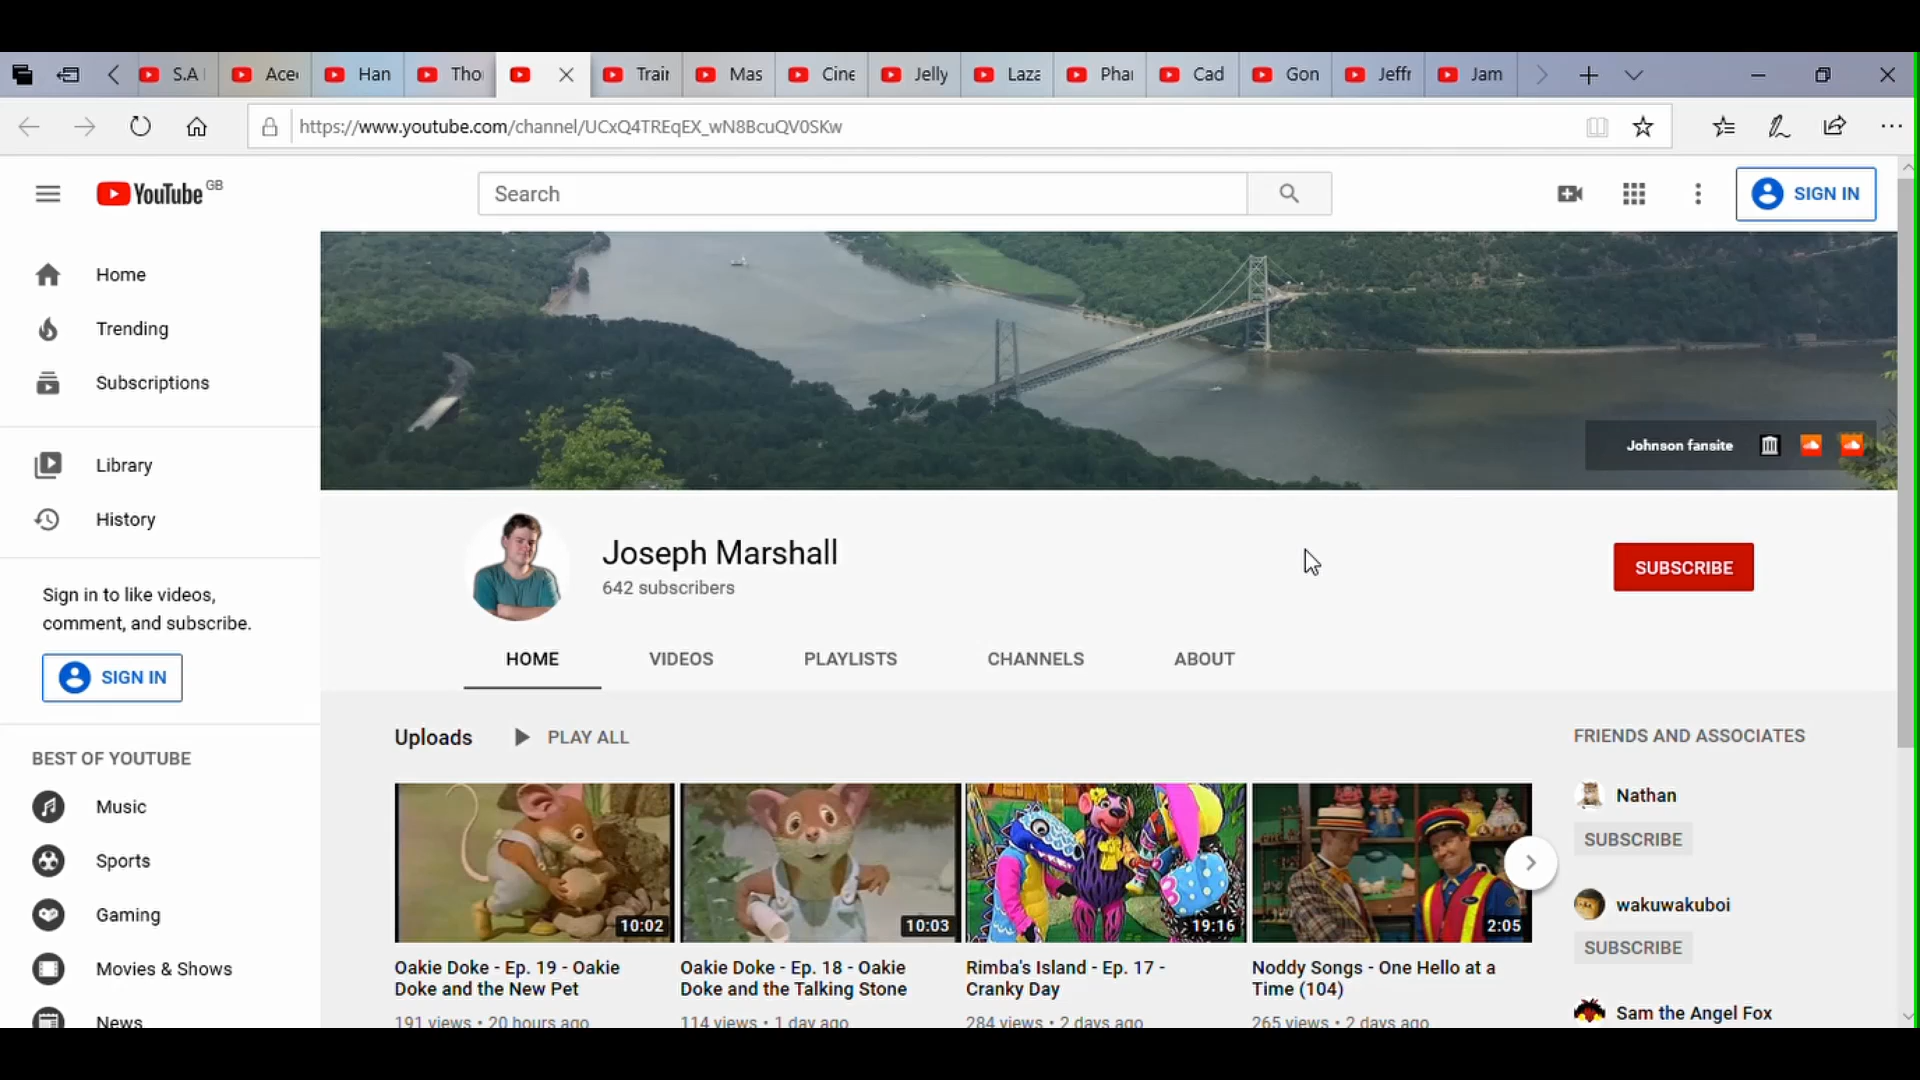 S.A
Ace
Han
Tho
Train
Mas
Cine
Jelly
Laza
Phar
Cad
Gon
Jeffr
Jam
https://www.youtube.com/channel/UCxQ4TREqEX_wN8BcuQV0SKw
YouTube GB
Search
SIGN IN
Home
Trending
Subscriptions
Library
History
Sign in to like videos,
comment, and subscribe.
SIGN IN
BEST OF YOUTUBE
Music
Sports
Gaming
Movies & Shows
News
Johnson fansite
Joseph Marshall
642 subscribers
SUBSCRIBE
HOME
VIDEOS
PLAYLISTS
CHANNELS
ABOUT
Uploads
PLAY ALL
10:02
10:03
19:16
2:05
Oakie Doke - Ep. 19 - Oakie
Doke and the New Pet
191 views • 20 hours ago
Oakie Doke - Ep. 18 - Oakie
Doke and the Talking Stone
114 views • 1 day ago
Rimba's Island - Ep. 17 -
Cranky Day
284 views • 2 days ago
Noddy Songs - One Hello at a
Time (104)
265 views • 2 days ago
FRIENDS AND ASSOCIATES
Nathan
SUBSCRIBE
wakuwakuboi
SUBSCRIBE
Sam the Angel Fox